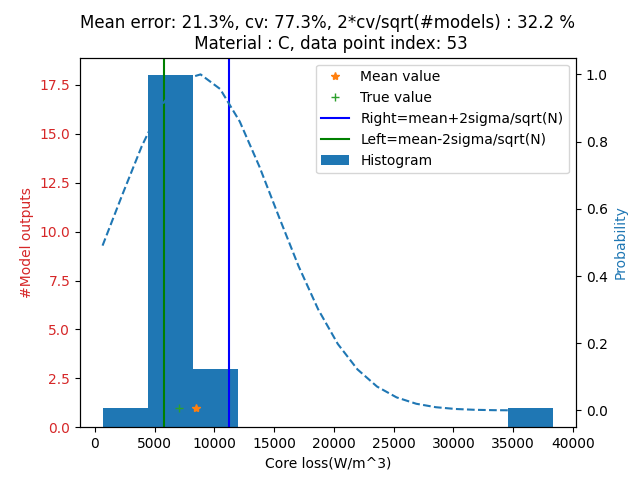 Mean error: 21.3%, cv: 77.3%, 2*cv/sqrt(#models) : 32.2 %
Material : C, data point index: 53
Mean value
True value
Right=mean+2sigma/sqrt(N)
Left=mean-2sigma/sqrt(N)
Histogram
#Model outputs
17.5
15.0
12.5
10.0
7.5
5.0
2.5
0.0
1.0
0.8
0.6
0.4
0.2
0.0
Probability
0 5000 10000 15000 20000 25000 30000 35000 40000
Core loss(W/m^3)